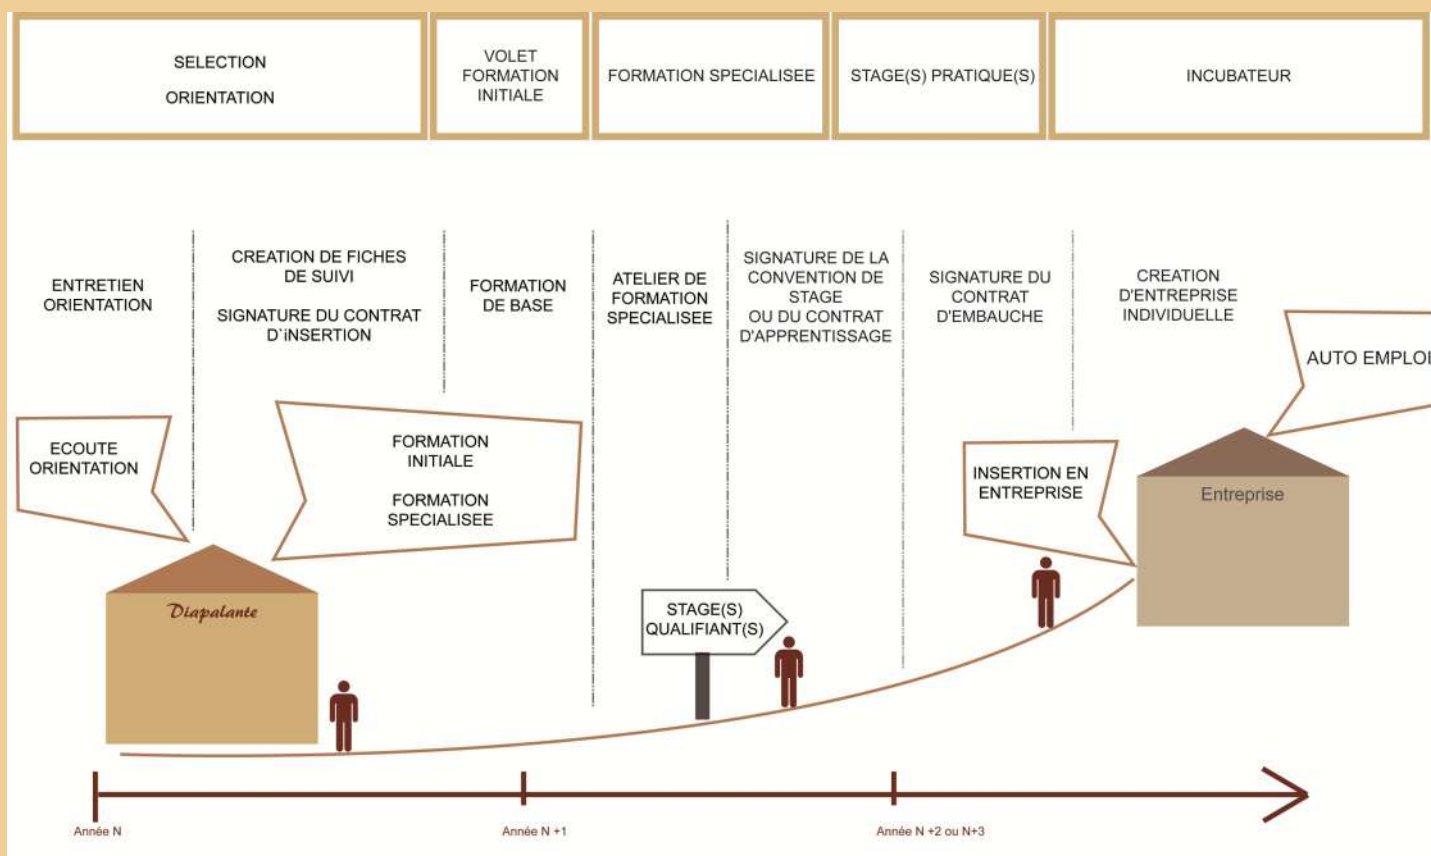 SELECTION
ORIENTATION
VOLET
FORMATION
INITIALE
FORMATION SPECIALISEE
STAGE(S) PRATIQUE(S)
INCUBATEUR
ENTRETIEN
ORIENTATION
CREATION DE FICHES
DE SUIVI
SIGNATURE DU CONTRAT
D`iNSERTION
FORMATION
DE BASE
ATELIER DE
FORMATION
SPECIALISEE
SIGNATURE DE LA
CONVENTION DE
STAGE
OU DU CONTRAT
D'APPRENTISSAGE
SIGNATURE DU
CONTRAT
D'EMBAUCHE
CREATION
D'ENTREPRISE
INDIVIDUELLE
AUTO EMPLOI
ECOUTE
ORIENTATION
FORMATION
INITIALE
FORMATION
SPECIALISEE
INSERTION EN
ENTREPRISE
Entreprise
Diapalante
STAGE(S)
QUALIFIANT(S)
Année N
Année N +1
Année N +2 ou N+3